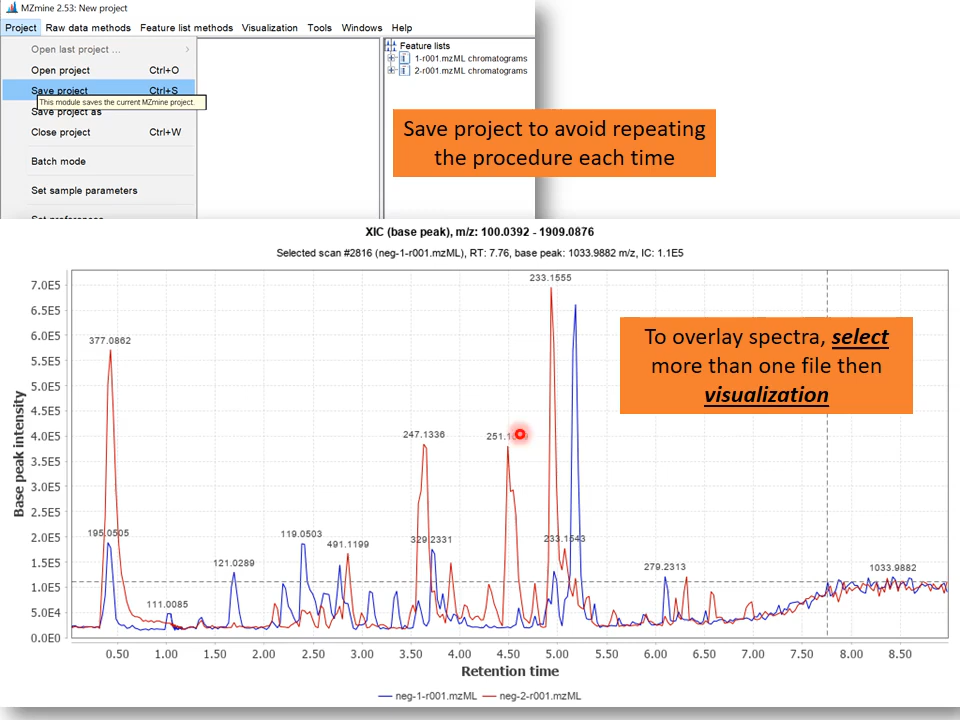 MZmine 2.53: New project
Project Raw data methods Feature list methods Visualization Tools Windows Help
Open last project ...
Open project Ctrl+O
Save project Ctrl+S
This module saves the current MZmine project.
Save project as
Close project Ctrl+W
Batch mode
Set sample parameters
Set preferences
Feature lists
1-r001.mzML chromatograms
2-r001.mzML chromatograms
Save project to avoid repeating
the procedure each time
XIC (base peak), m/z: 100.0392 - 1909.0876
Selected scan #2816 (neg-1-r001.mzML), RT: 7.76, base peak: 1033.9882 m/z, IC: 1.1E5
To overlay spectra, select
more than one file then
visualization
Base peak intensity
7.0E5
6.5E5
6.0E5
5.5E5
5.0E5
4.5E5
4.0E5
3.5E5
3.0E5
2.5E5
2.0E5
1.5E5
1.0E5
5.0E4
0.0E0
233.1555
377.0862
247.1336
195.0505
119.0503
491.1199
329.2331
233.1543
121.0289
279.2313
1033.9882
111.0085
0.50 1.00 1.50 2.00 2.50 3.00 3.50 4.00 4.50 5.00 5.50 6.00 6.50 7.00 7.50 8.00 8.50
Retention time
neg-1-r001.mzML neg-2-r001.mzML